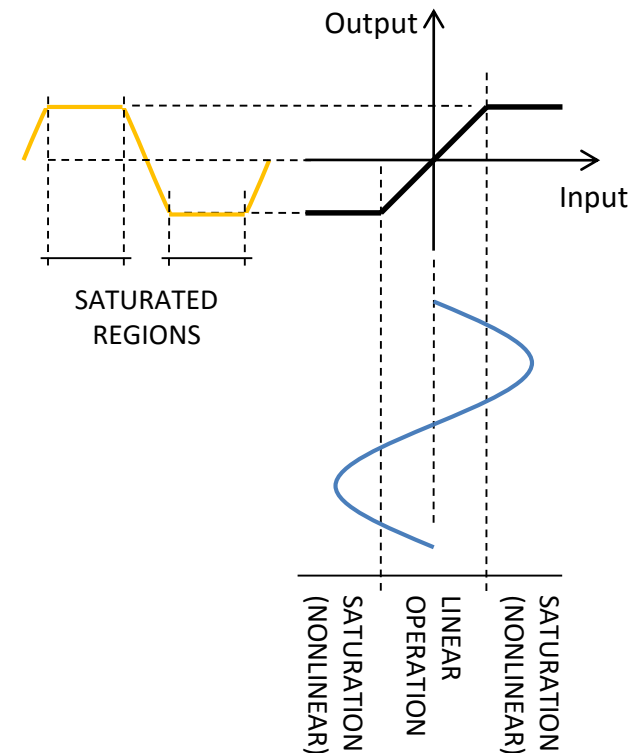 Output
Input
SATURATED
REGIONS
SATURATION
(NONLINEAR)
LINEAR
OPERATION
SATURATION
(NONLINEAR)